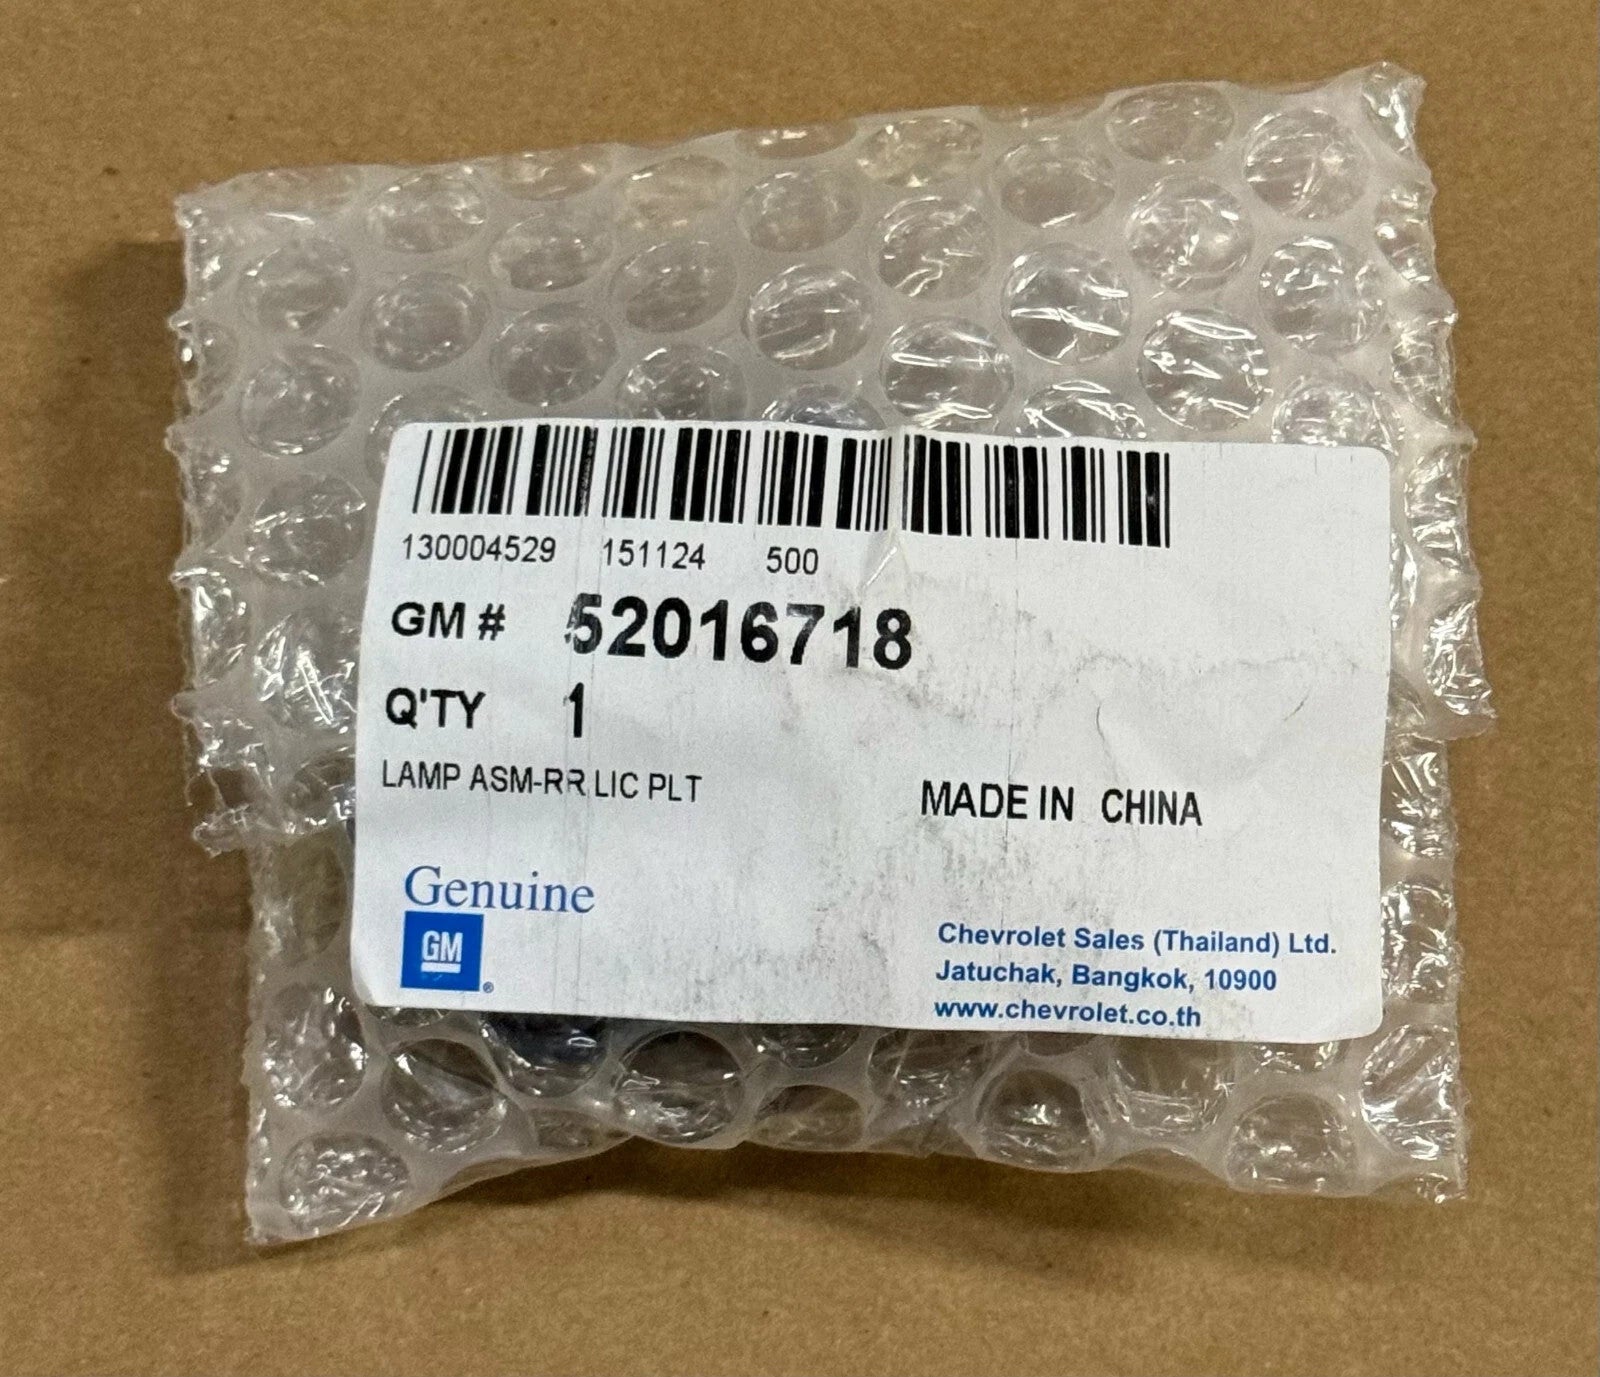 130004529 151124 500
GM # 52016718
Q'TY 1
LAMP ASM-RR LIC PLT
MADE IN CHINA
Genuine
GM ®
Chevrolet Sales (Thailand) Ltd.
Jatuchak, Bangkok, 10900
www.chevrolet.co.th